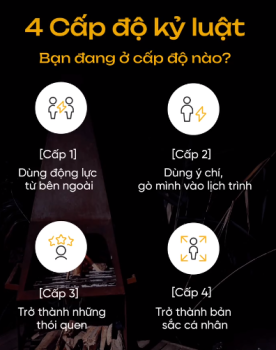 4 Cấp độ kỷ luật
Bạn đang ở cấp độ nào?
[Cấp 1]
Dùng động lực
từ bên ngoài
[Cấp 2]
Dùng ý chí,
gò mình vào lịch trình
[Cấp 3]
Trở thành những
thói quen
[Cấp 4]
Trở thành bản
sắc cá nhân